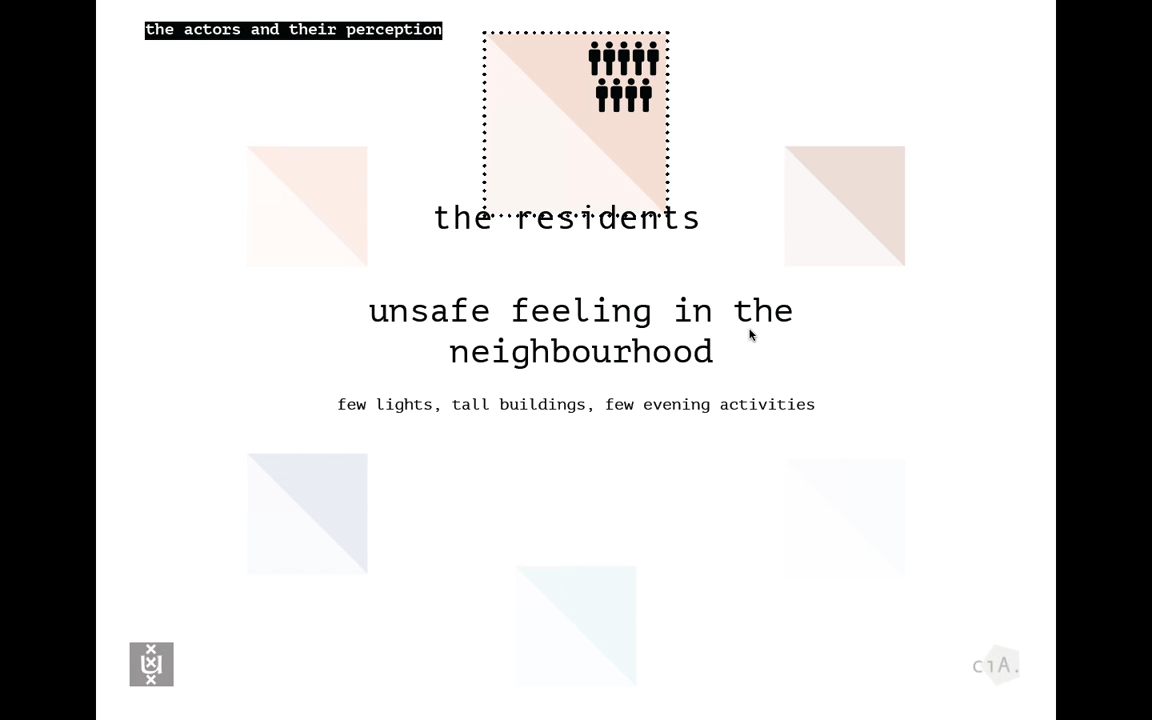 the actors and their perception
the residents
unsafe feeling in the
neighbourhood
few lights, tall buildings, few evening activities
U
c1A.